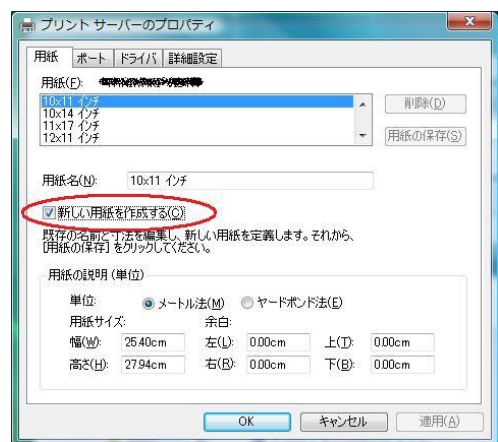 プリント サーバーのプロパティ
用紙 ポート ドライバ 詳細設定
用紙(F):
10x11 インチ
10x14 インチ
11x17 インチ
12x11 インチ
削除(D)
用紙の保存(S)
用紙名(N): 10x11 インチ
新しい用紙を作成する(C)
既存の名前と寸法を編集し、新しい用紙を定義します。それから、
[用紙の保存] をクリックしてください。
用紙の説明 (単位)
単位: メートル法(M) ヤードポンド法(E)
用紙サイズ: 余白:
幅(W): 25.40cm 左(L): 0.00cm 上(T): 0.00cm
高さ(H): 27.94cm 右(R): 0.00cm 下(B): 0.00cm
OK キャンセル 適用(A)